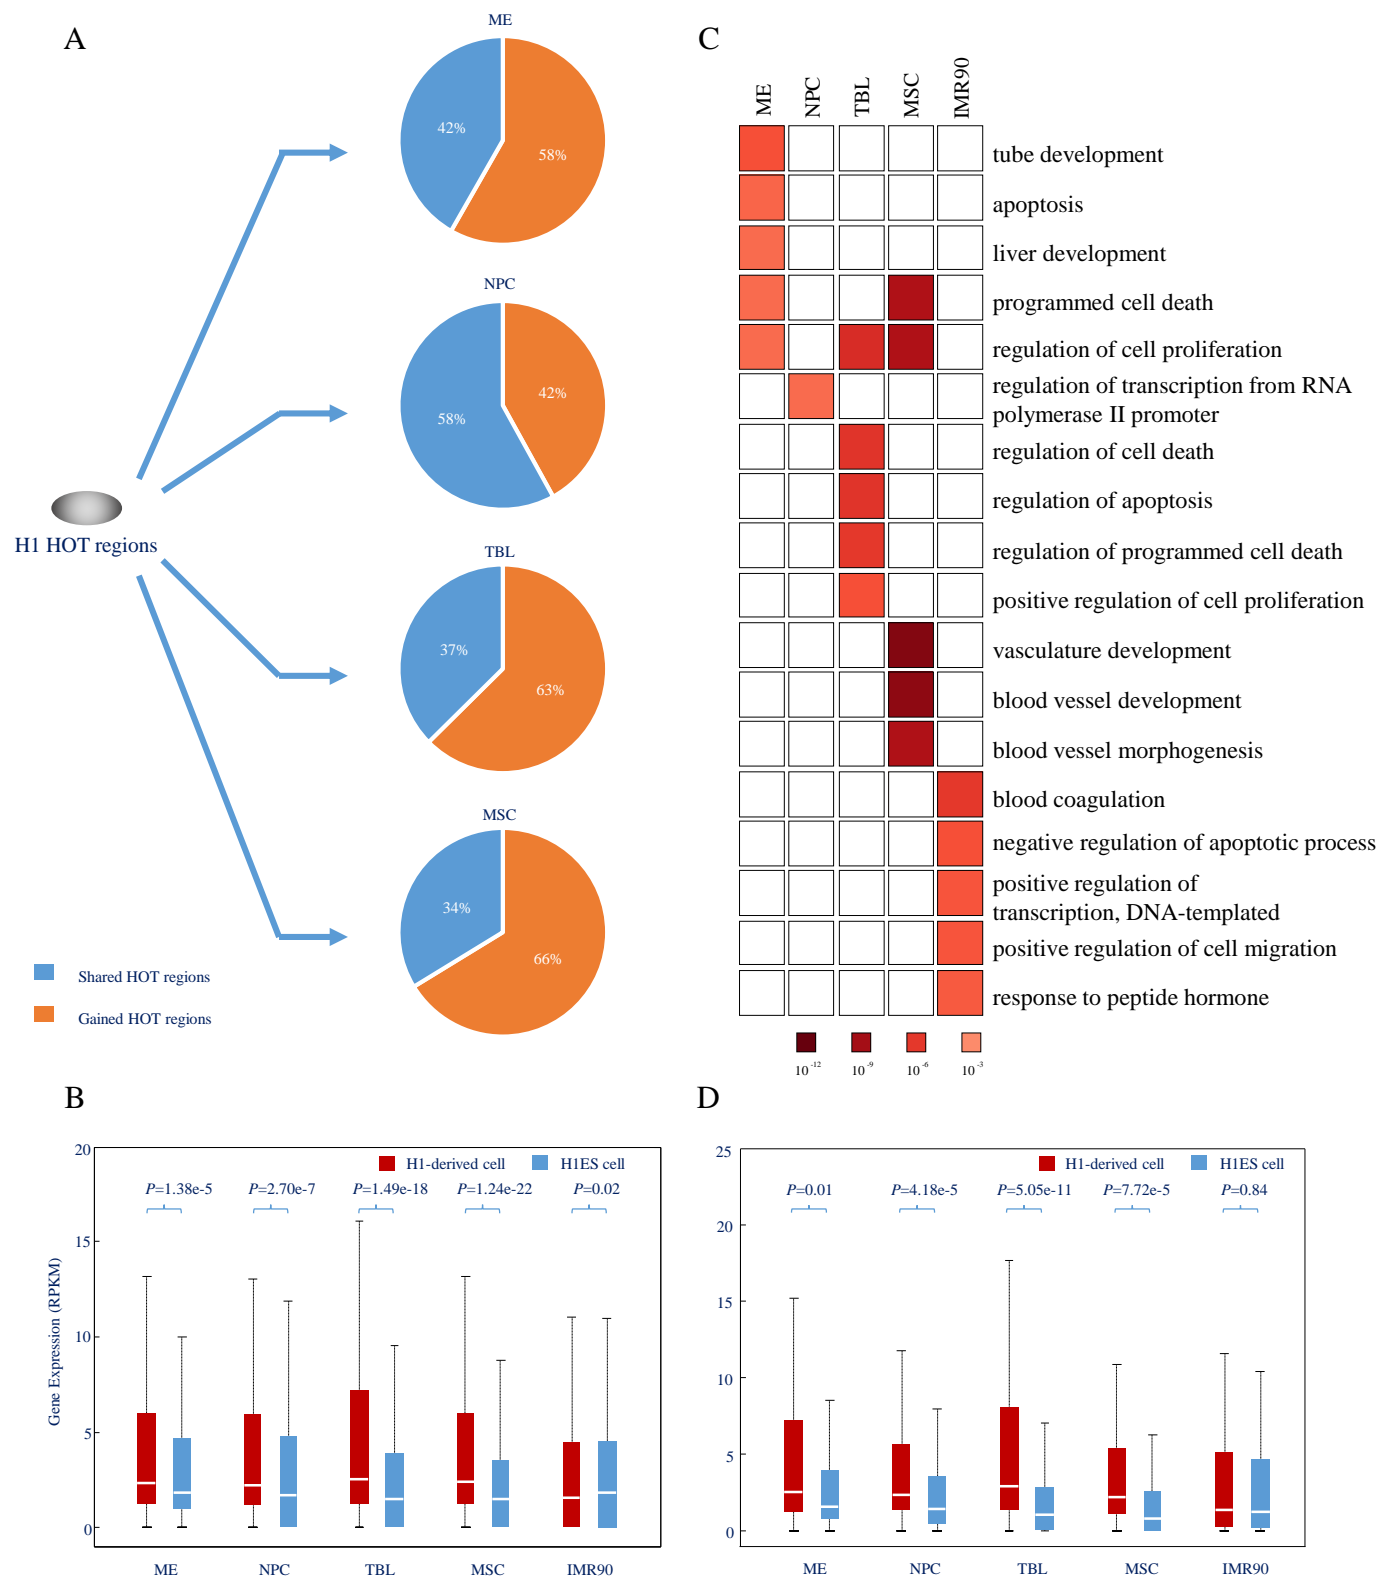 A
ME
42%
58%
NPC
58%
42%
H1 HOT regions
TBL
37%
63%
MSC
34%
66%
Shared HOT regions
Gained HOT regions
C
ME
NPC
TBL
MSC
IMR90
tube development
apoptosis
liver development
programmed cell death
regulation of cell proliferation
regulation of transcription from RNA
polymerase II promoter
regulation of cell death
regulation of apoptosis
regulation of programmed cell death
positive regulation of cell proliferation
vasculature development
blood vessel development
blood vessel morphogenesis
blood coagulation
negative regulation of apoptotic process
positive regulation of
transcription, DNA-templated
positive regulation of cell migration
response to peptide hormone
10⁻¹² 10⁻⁹ 10⁻⁶ 10⁻³
B
H1-derived cell H1ES cell
P=1.38e-5 P=2.70e-7 P=1.49e-18 P=1.24e-22 P=0.02
20
15
10
5
0
Gene Expression (RPKM)
ME NPC TBL MSC IMR90
D
H1-derived cell H1ES cell
P=0.01 P=4.18e-5 P=5.05e-11 P=7.72e-5 P=0.84
25
20
15
10
5
0
ME NPC TBL MSC IMR90